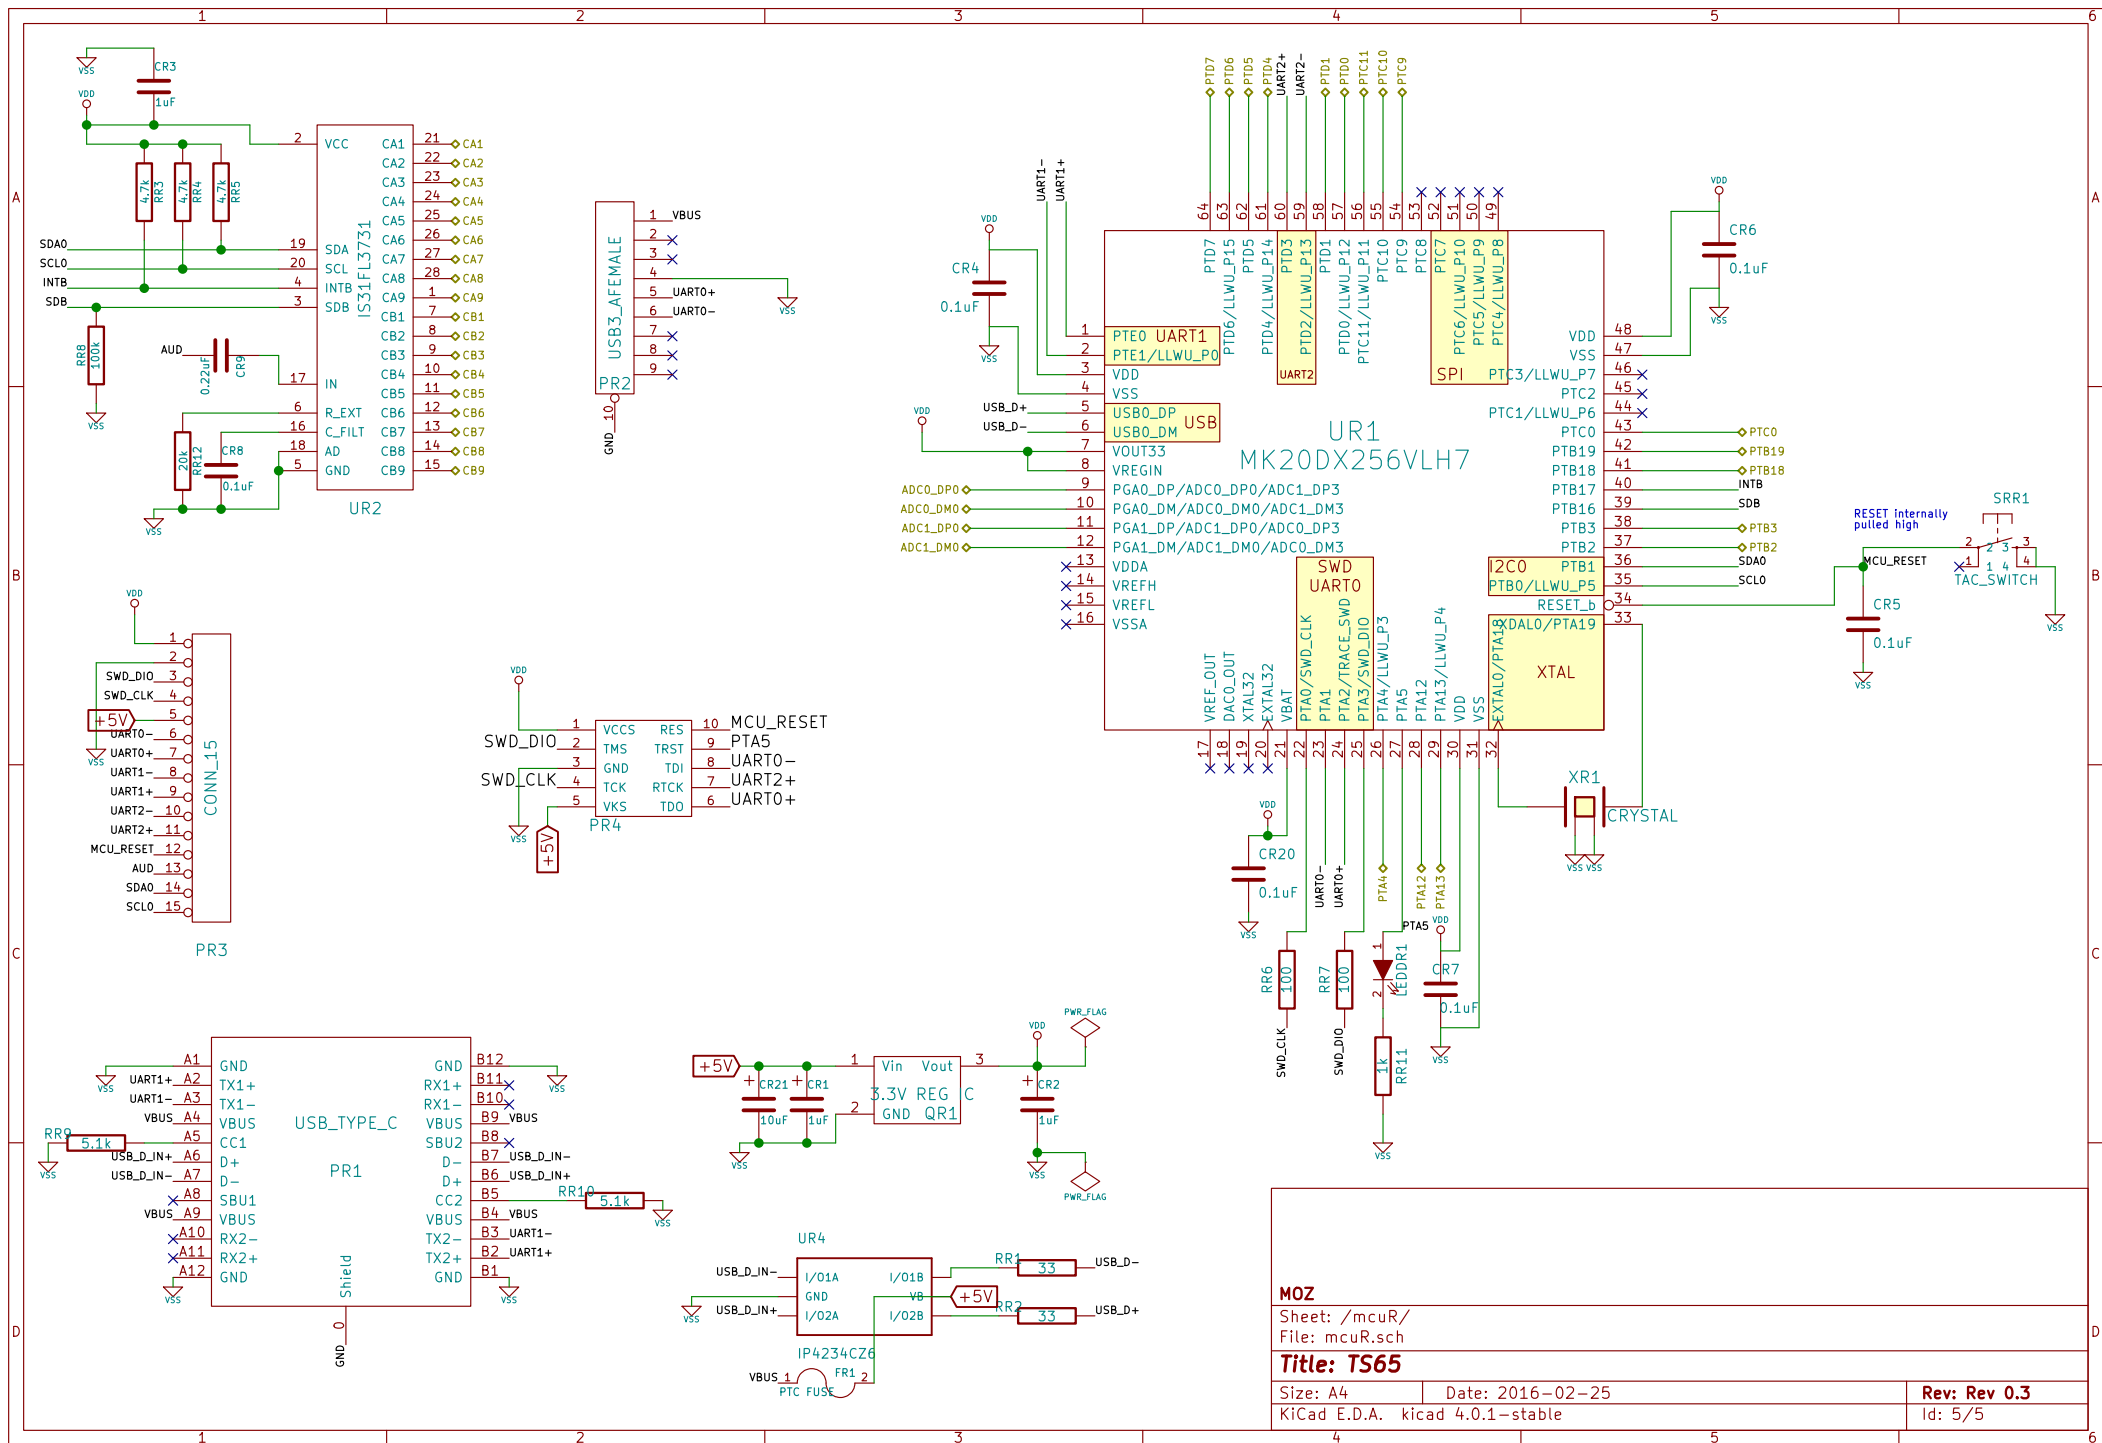 1 2 3 4 5 6
A
B
C
D
VSS
CR3
1uF
VDD
4.7k RR3
4.7k RR4
4.7k RR5
SDA0
SCL0
INTB
SDB
RR8 100k
VSS
AUD
0.22uF CR9
20k RR12
CR8
0.1uF
VSS
2 VCC
19 SDA
20 SCL
4 INTB
3 SDB
17 IN
6 R_EXT
16 C_FILT
18 AD
5 GND
IS31FL3731
UR2
CA1 21 CA1
CA2 22 CA2
CA3 23 CA3
CA4 24 CA4
CA5 25 CA5
CA6 26 CA6
CA7 27 CA7
CA8 28 CA8
CA9 1 CA9
CB1 7 CB1
CB2 8 CB2
CB3 9 CB3
CB4 10 CB4
CB5 11 CB5
CB6 12 CB6
CB7 13 CB7
CB8 14 CB8
CB9 15 CB9
USB3_AFEMALE
PR2
1 VBUS
2
3
4
VSS
5 UART0+
6 UART0-
7
8
9
10
GND
UART1-
UART1+
VDD
CR4
0.1uF
VSS
PTD7
PTD6
PTD5
PTD4
UART2+
UART2-
PTD1
PTD0
PTC11
PTC10
PTC9
64 PTD7
63 PTD6/LLWU_P15
62 PTD5
61 PTD4/LLWU_P14
60 PTD3
59 PTD2/LLWU_P13
58 PTD1
57 PTD0/LLWU_P12
56 PTC11/LLWU_P11
55 PTC10
54 PTC9
53 PTC8
52 PTC7
51 PTC6/LLWU_P10
50 PTC5/LLWU_P9
49 PTC4/LLWU_P8
UART2
SPI
1 PTE0
UART1
2 PTE1/LLWU_P0
3 VDD
4 VSS
USB_D+ 5 USB0_DP
USB
USB_D- 6 USB0_DM
VDD
7 VOUT33
8 VREGIN
ADC0_DP0 9 PGA0_DP/ADC0_DP0/ADC1_DP3
ADC0_DM0 10 PGA0_DM/ADC0_DM0/ADC1_DM3
ADC1_DP0 11 PGA1_DP/ADC1_DP0/ADC0_DP3
ADC1_DM0 12 PGA1_DM/ADC1_DM0/ADC0_DM3
13 VDDA
14 VREFH
15 VREFL
16 VSSA
UR1
MK20DX256VLH7
VDD 48
VSS 47
PTC3/LLWU_P7 46
PTC2 45
PTC1/LLWU_P6 44
PTC0 43 PTC0
PTB19 42 PTB19
PTB18 41 PTB18
PTB17 40 INTB
PTB16 39 SDB
PTB3 38 PTB3
PTB2 37 PTB2
I2C0
PTB1 36 SDA0
PTB0/LLWU_P5 35 SCL0
RESET_b 34
XDAL0/PTA19 33
XTAL
SWD
UART0
17 VREF_OUT
18 DAC0_OUT
19 XTAL32
20 EXTAL32
21 VBAT
22 PTA0/SWD_CLK
23 PTA1
24 PTA2/TRACE_SWD
25 PTA3/SWD_DIO
26 PTA4/LLWU_P3
27 PTA5
28 PTA12
29 PTA13/LLWU_P4
30 VDD
31 VSS
32 EXTAL0/PTA18
VDD
CR6
0.1uF
VSS
RESET internally
pulled high
SRR1
2 2 3 3
1 1 4 4
MCU_RESET
TAC_SWITCH
CR5
0.1uF
VSS
VSS
XR1
CRYSTAL
VSS VSS
VDD
CR20
0.1uF
VSS
UART0-
UART0+
PTA4
PTA12
PTA13
PTA5
VDD
RR6 100
SWD_CLK
RR7 100
SWD_DIO
1
2
LEDDR1
1k RR11
VSS
CR7
0.1uF
VSS
VDD
1
2
SWD_DIO 3
SWD_CLK 4
+5V 5
UART0- 6
UART0+ 7
VSS
UART1- 8
UART1+ 9
UART2- 10
UART2+ 11
MCU_RESET 12
AUD 13
SDA0 14
SCL0 15
CONN_15
PR3
VDD
1 VCCS RES 10 MCU_RESET
SWD_DIO 2 TMS TRST 9 PTA5
3 GND TDI 8 UART0-
SWD_CLK 4 TCK RTCK 7 UART2+
5 VKS TDO 6 UART0+
VSS
+5V
PR4
A1 GND
VSS
UART1+ A2 TX1+
UART1- A3 TX1-
VBUS A4 VBUS
RR9 5.1k A5 CC1
VSS
USB_D_IN+ A6 D+
USB_D_IN- A7 D-
A8 SBU1
VBUS A9 VBUS
A10 RX2-
A11 RX2+
A12 GND
VSS
USB_TYPE_C
PR1
Shield
0
GND
GND B12
VSS
RX1+ B11
RX1- B10
VBUS B9 VBUS
SBU2 B8
D- B7 USB_D_IN-
D+ B6 USB_D_IN+
CC2 B5
RR10
5.1k
VSS
VBUS B4 VBUS
TX2- B3 UART1-
TX2+ B2 UART1+
GND B1
VSS
+5V
+ CR21
10uF
+ CR1
1uF
VSS
1 Vin Vout 3
3.3V REG IC
2 GND QR1
VDD
PWR_FLAG
+ CR2
1uF
VSS
PWR_FLAG
UR4
USB_D_IN- I/O1A I/O1B
GND VB
USB_D_IN+ I/O2A I/O2B
VSS
RR1 33 USB_D-
+5V
RR2 33 USB_D+
IP4234CZ6
VBUS 1 FR1 2
PTC FUSE
MOZ
Sheet: /mcuR/
File: mcuR.sch
Title: TS65
Size: A4 Date: 2016-02-25 Rev: Rev 0.3
KiCad E.D.A. kicad 4.0.1-stable Id: 5/5
A
B
C
D
1 2 3 4 5 6